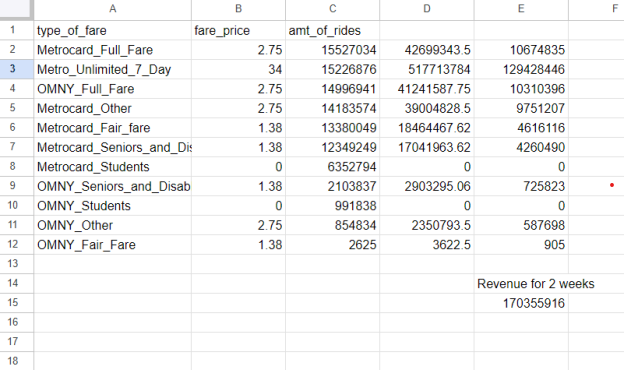 A B C D E F
1 type_of_fare fare_price amt_of_rides
2 Metrocard_Full_Fare 2.75 15527034 42699343.5 10674835
3 Metro_Unlimited_7_Day 34 15226876 517713784 129428446
4 OMNY_Full_Fare 2.75 14996941 41241587.75 10310396
5 Metrocard_Other 2.75 14183574 39004828.5 9751207
6 Metrocard_Fair_fare 1.38 13380049 18464467.62 4616116
7 Metrocard_Seniors_and_Dis 1.38 12349249 17041963.62 4260490
8 Metrocard_Students 0 6352794 0 0
9 OMNY_Seniors_and_Disab 1.38 2103837 2903295.06 725823
10 OMNY_Students 0 991838 0 0
11 OMNY_Other 2.75 854834 2350793.5 587698
12 OMNY_Fair_Fare 1.38 2625 3622.5 905
13
14 Revenue for 2 weeks
15 170355916
16
17
18